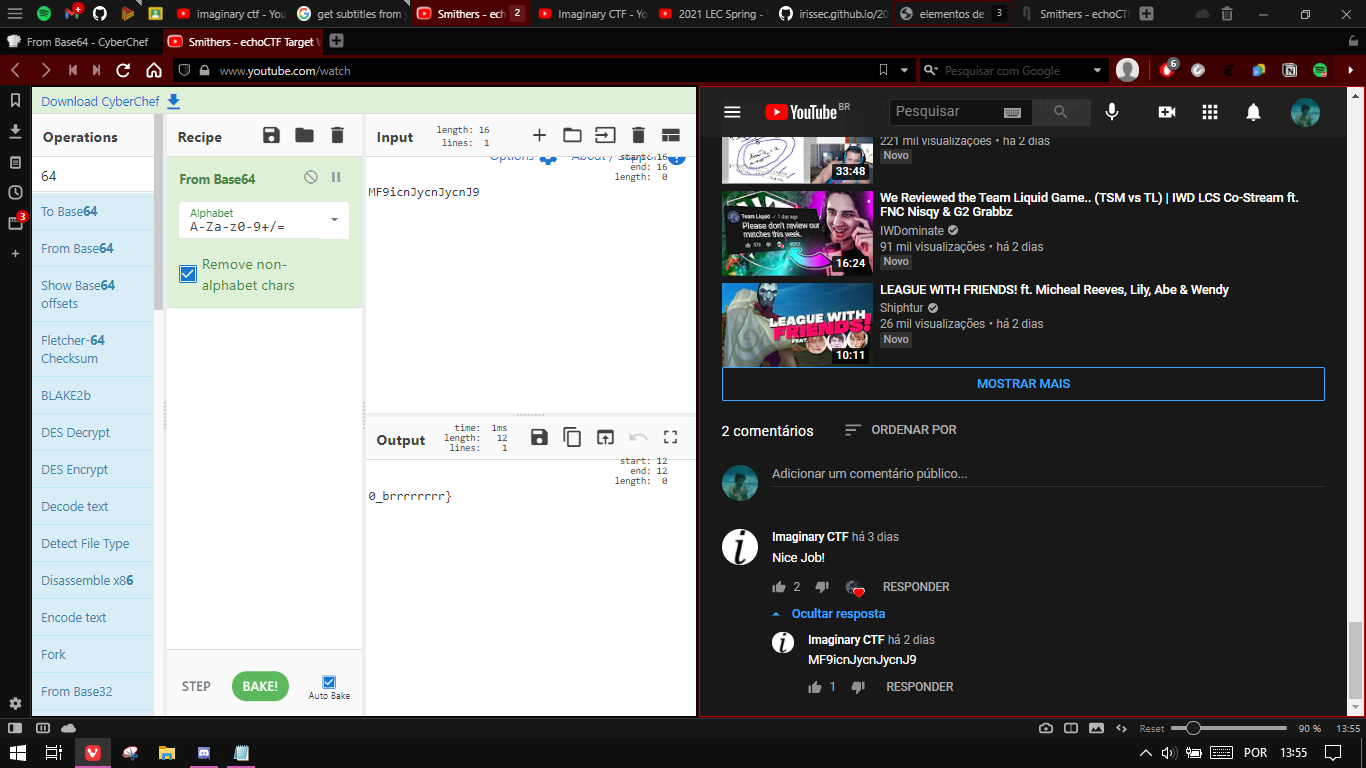 imaginary ctf - You
get subtitles from y
Smithers - ech
2
Imaginary CTF - Yo
2021 LEC Spring -
irissec.github.io/20
elementos de
3
Smithers - echoCTI
From Base64 - CyberChef
Smithers - echoCTF Target
www.youtube.com/watch
Pesquisar com Google
6
Download CyberChef
Operations
64
To Base64
From Base64
Show Base64
offsets
Fletcher-64
Checksum
BLAKE2b
DES Decrypt
DES Encrypt
Decode text
Detect File Type
Disassemble x86
Encode text
Fork
From Base32
3
Recipe
From Base64
Alphabet
A-Za-z0-9+/=
Remove non-
alphabet chars
STEP
BAKE!
Auto Bake
Input
length: 16
lines: 1
Options
About /
start: 16
end: 16
length: 0
MF9icnJycnJycnJ9
Output
time: 1ms
length: 12
lines: 1
start: 12
end: 12
length: 0
0_brrrrrrrr}
YouTube BR
Pesquisar
221 mil visualizações • há 2 dias
Novo
33:48
We Reviewed the Team Liquid Game.. (TSM vs TL) | IWD LCS Co-Stream ft.
FNC Nisqy & G2 Grabbz
IWDominate
91 mil visualizações • há 2 dias
Novo
Team Liquid
Please don't review our
matches this week.
16:24
LEAGUE WITH FRIENDS! ft. Micheal Reeves, Lily, Abe & Wendy
Shiphtur
26 mil visualizações • há 2 dias
Novo
LEAGUE WITH
FRIENDS!
10:11
MOSTRAR MAIS
2 comentários
ORDENAR POR
Adicionar um comentário público...
Imaginary CTF há 3 dias
Nice Job!
2
RESPONDER
Ocultar resposta
Imaginary CTF há 2 dias
MF9icnJycnJycnJ9
1
RESPONDER
Reset
90 %
13:55
POR
13:55